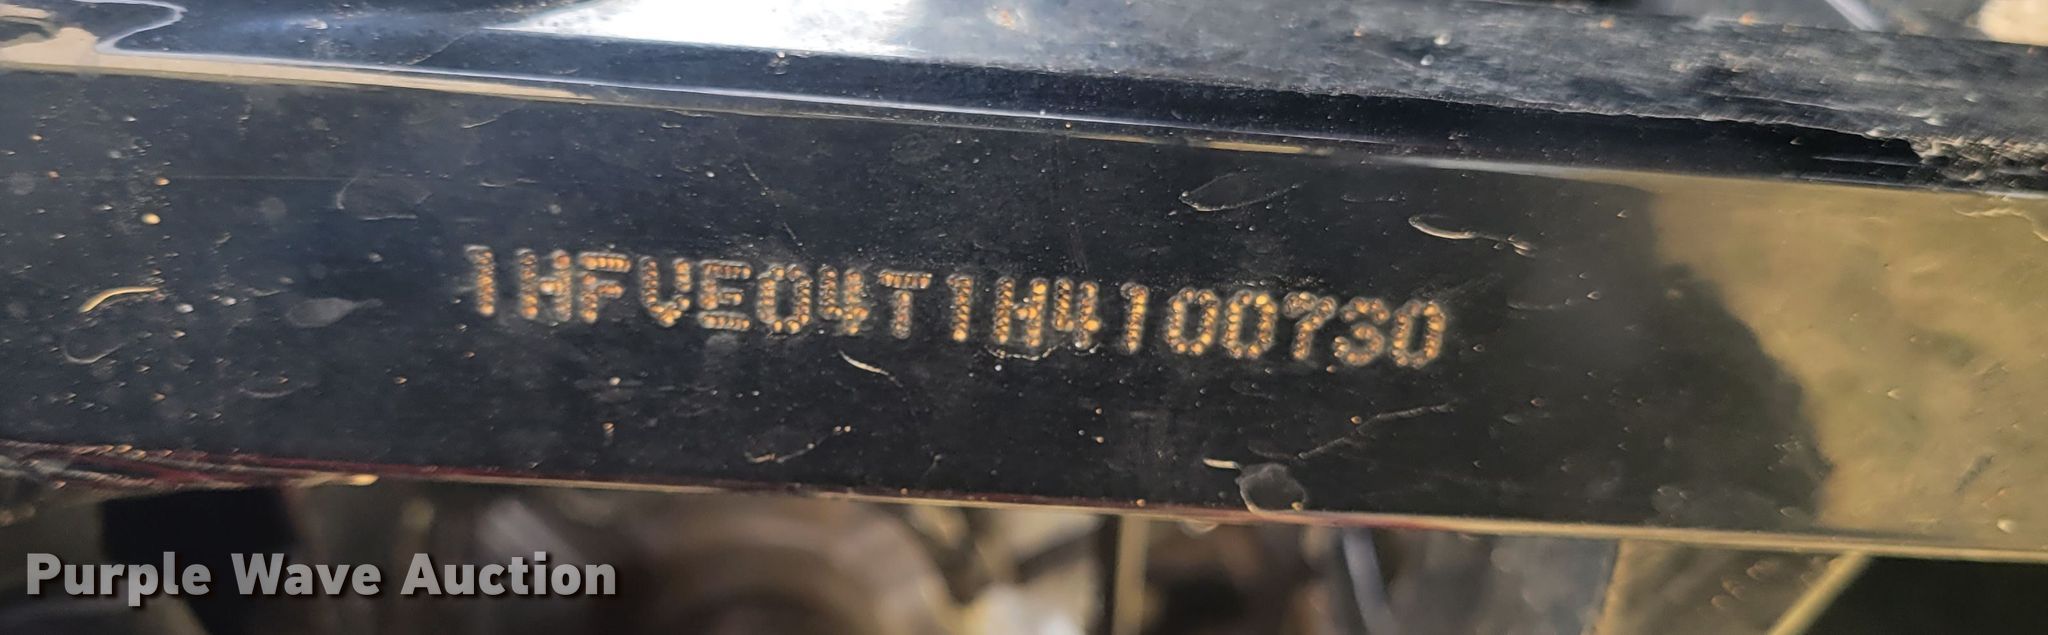 1HFVE04T1H4100730
Purple Wave Auction